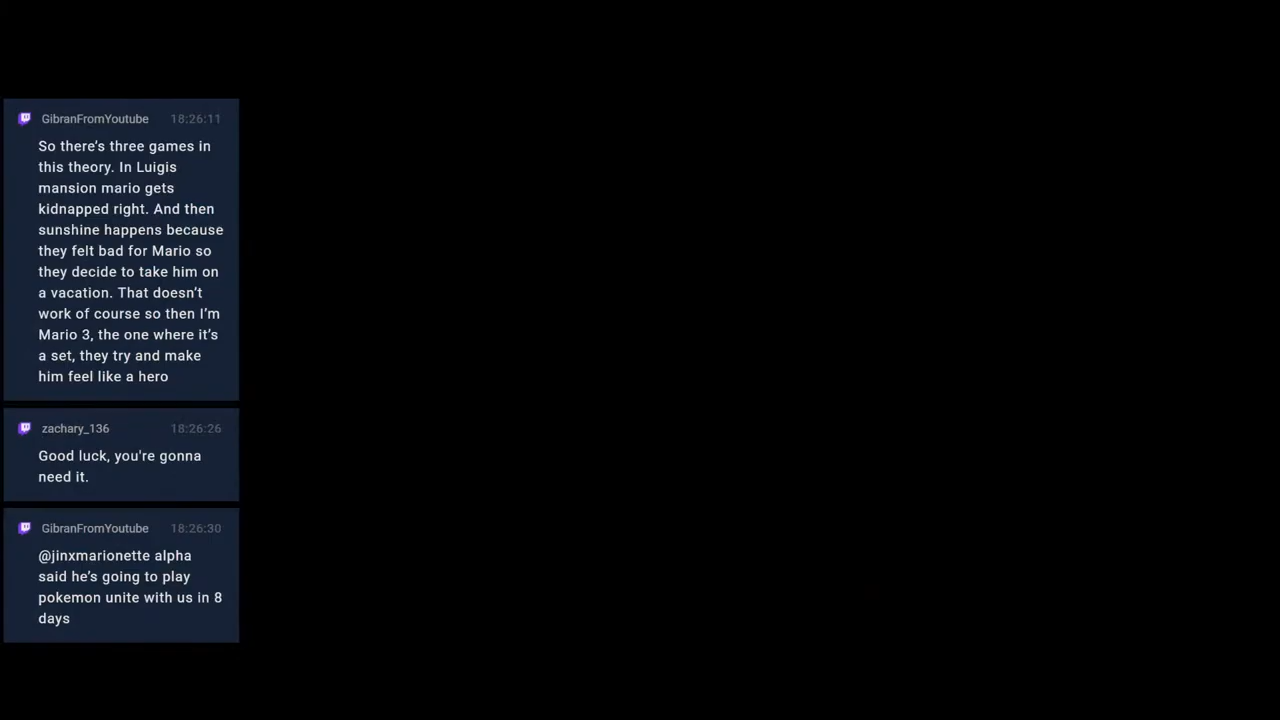 GibranFromYoutube 18:26:11
So there’s three games in
this theory. In Luigis
mansion mario gets
kidnapped right. And then
sunshine happens because
they felt bad for Mario so
they decide to take him on
a vacation. That doesn’t
work of course so then I’m
Mario 3, the one where it’s
a set, they try and make
him feel like a hero
zachary_136 18:26:26
Good luck, you're gonna
need it.
GibranFromYoutube 18:26:30
@jinxmarionette alpha
said he’s going to play
pokemon unite with us in 8
days